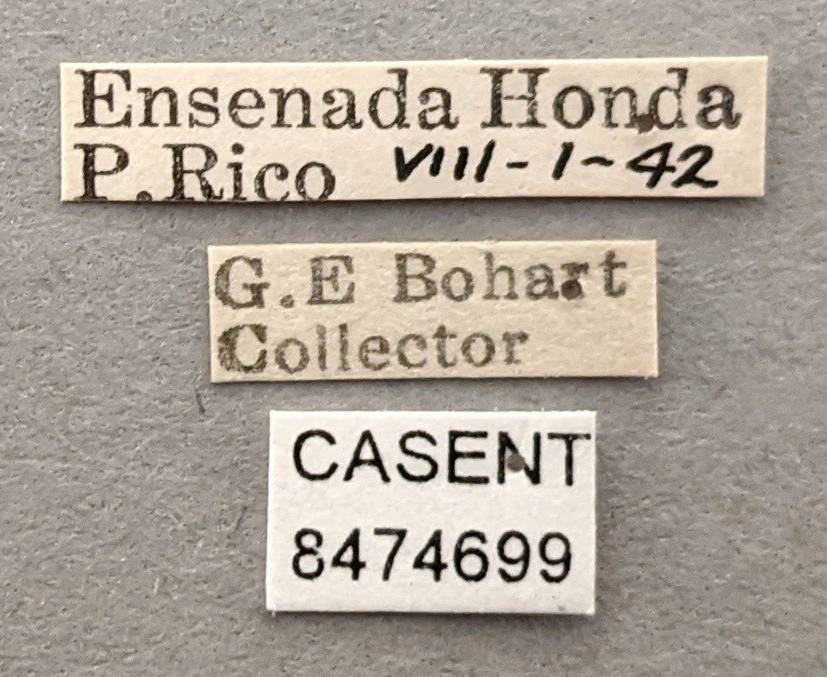 Ensenada Honda
P.Rico VIII-1-42
G.E Bohart
Collector
CASENT
8474699